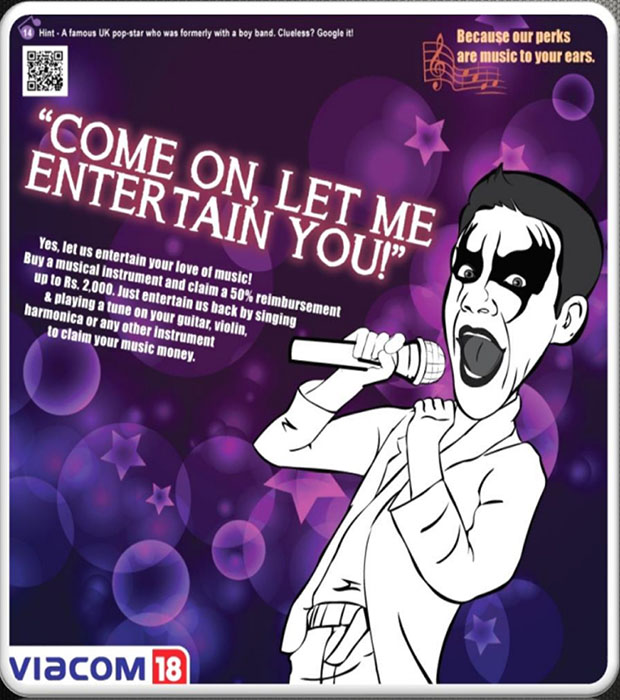 14 Hint - A famous UK pop-star who was formerly with a boy band. Clueless? Google it!
Because our perks
are music to your ears.
“COME ON, LET ME
ENTERTAIN YOU!”
Yes, let us entertain your love of music!
Buy a musical instrument and claim a 50% reimbursement
up to Rs. 2,000. Just entertain us back by singing
& playing a tune on your guitar, violin,
harmonica or any other instrument
to claim your music money.
VIACOM 18